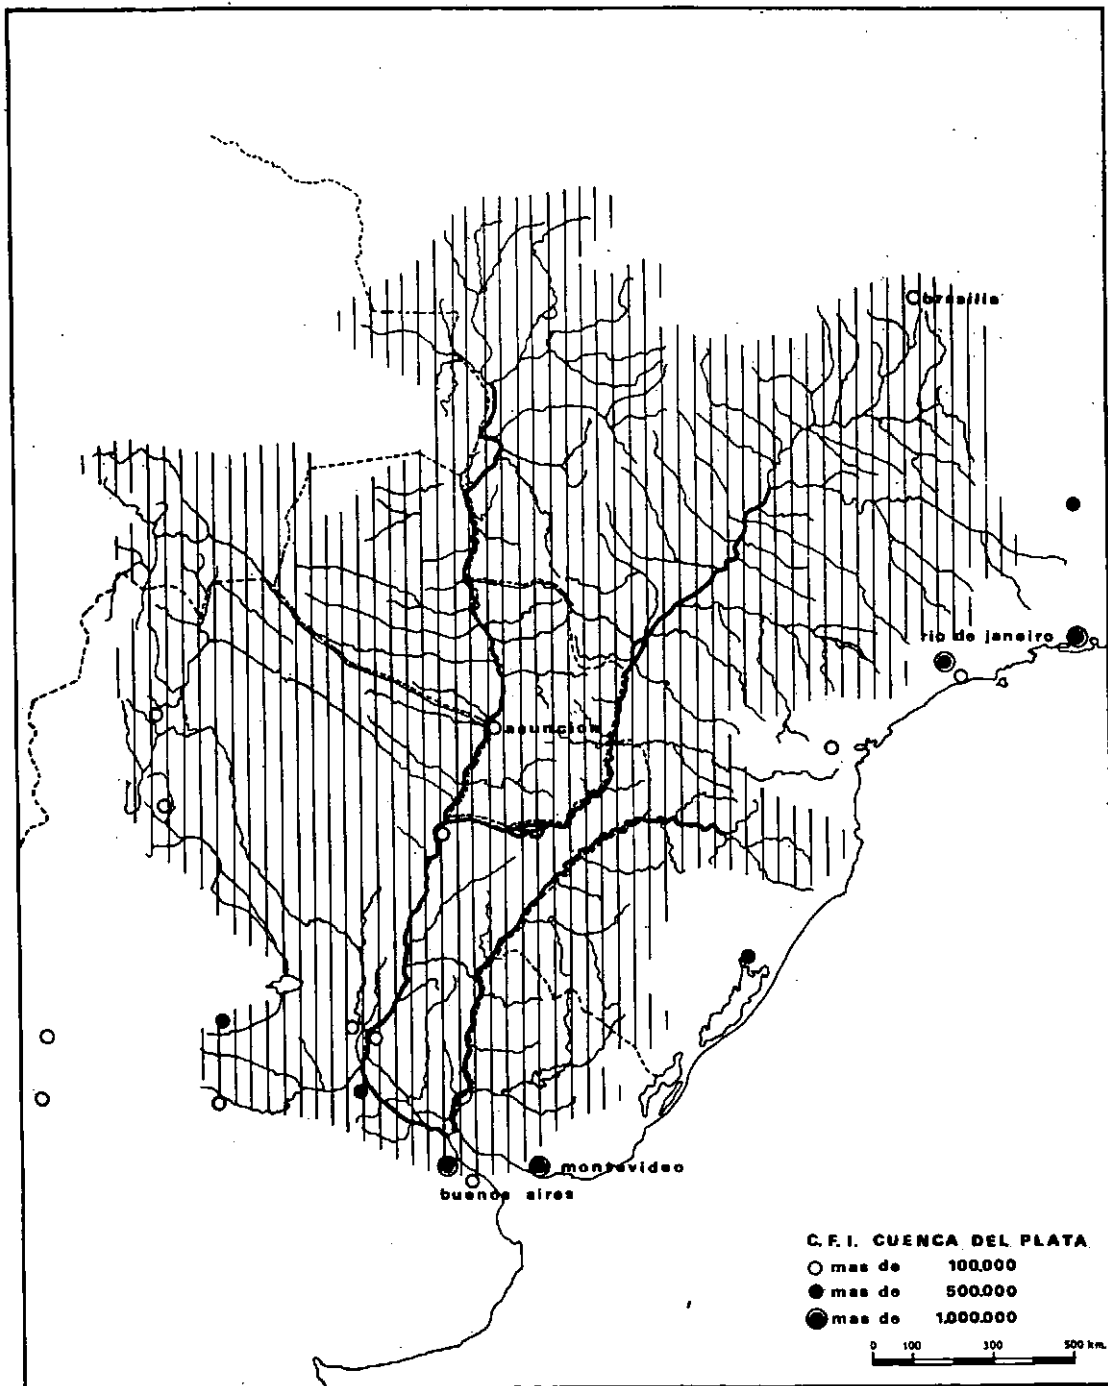 brasilia
rio de janeiro
asuncion
montevideo
buenos aires
C.F.I. CUENCA DEL PLATA
mas de 100.000
mas de 500.000
mas de 1.000.000
0 100 300 500 km.